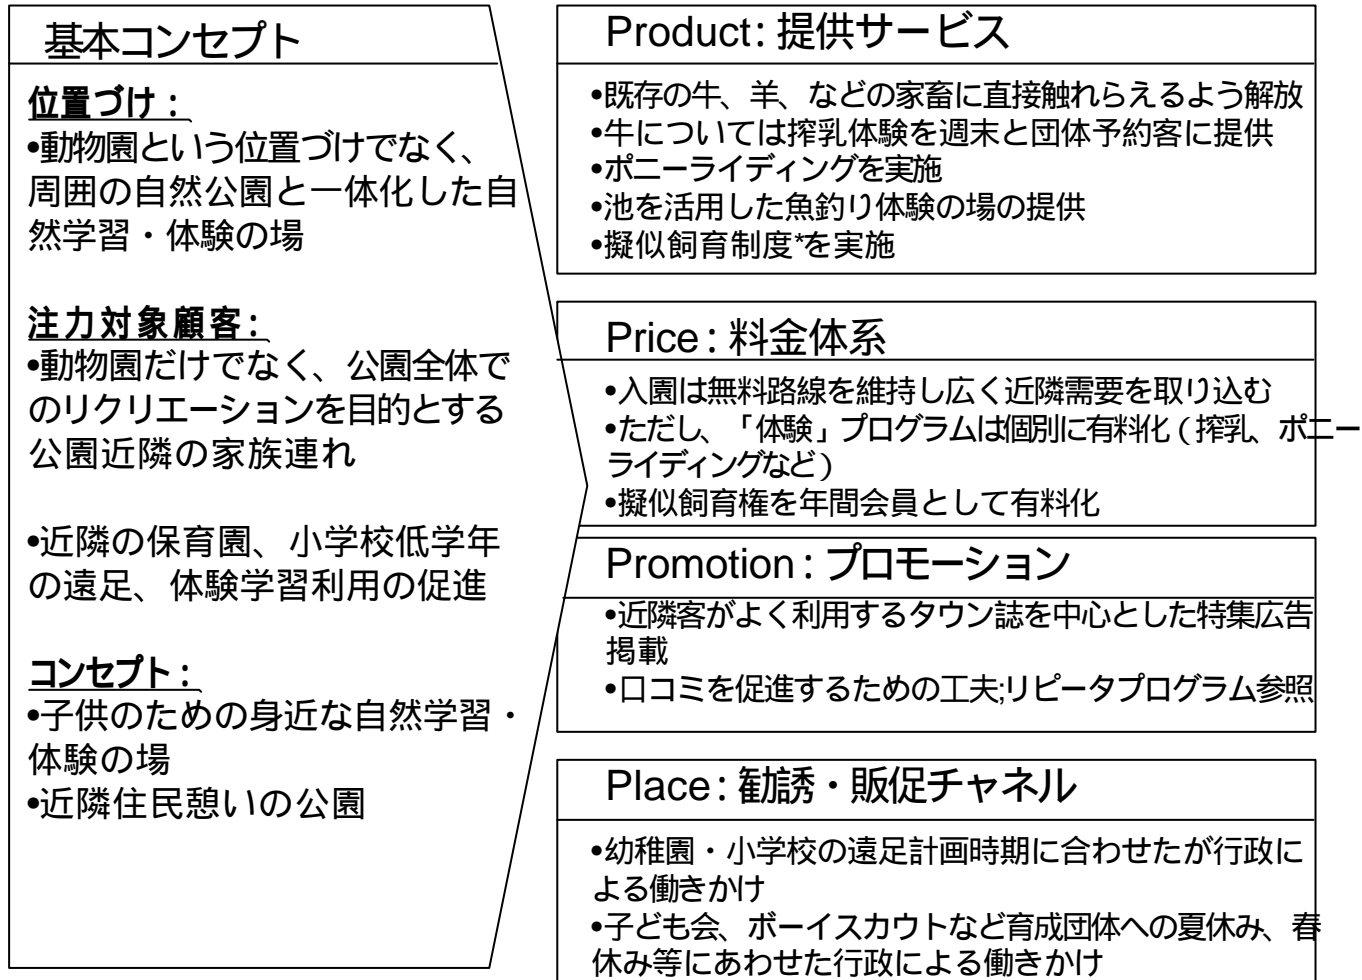 基本コンセプト
位置づけ：
•動物園という位置づけでなく、
周囲の自然公園と一体化した自
然学習・体験の場
注力対象顧客：
•動物園だけでなく、公園全体で
のリクリエーションを目的とする
公園近隣の家族連れ
•近隣の保育園、小学校低学年
の遠足、体験学習利用の促進
コンセプト：
•子供のための身近な自然学習・
体験の場
•近隣住民憩いの公園
Product：提供サービス
•既存の牛、羊、などの家畜に直接触れらえるよう解放
•牛については搾乳体験を週末と団体予約客に提供
•ポニーライディングを実施
•池を活用した魚釣り体験の場の提供
•擬似飼育制度*を実施
Price：料金体系
•入園は無料路線を維持し広く近隣需要を取り込む
•ただし、「体験」プログラムは個別に有料化（搾乳、ポニー
ライディングなど）
•擬似飼育権を年間会員として有料化
Promotion：プロモーション
•近隣客がよく利用するタウン誌を中心とした特集広告
掲載
•口コミを促進するための工夫;リピータプログラム参照
Place：勧誘・販促チャネル
•幼稚園・小学校の遠足計画時期に合わせたが行政に
よる働きかけ
•子ども会、ボーイスカウトなど育成団体への夏休み、春
休み等にあわせた行政による働きかけ